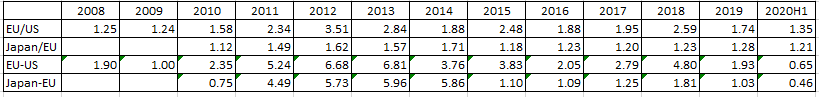 2008 2009 2010 2011 2012 2013 2014 2015 2016 2017 2018 2019 2020H1
EU/US 1.25 1.24 1.58 2.34 3.51 2.84 1.88 2.48 1.88 1.95 2.59 1.74 1.35
Japan/EU 1.12 1.49 1.62 1.57 1.71 1.18 1.23 1.20 1.23 1.28 1.21
EU-US 1.90 1.00 2.35 5.24 6.68 6.81 3.76 3.83 2.05 2.79 4.80 1.93 0.65
Japan-EU 0.75 4.49 5.73 5.96 5.86 1.10 1.09 1.25 1.81 1.03 0.46